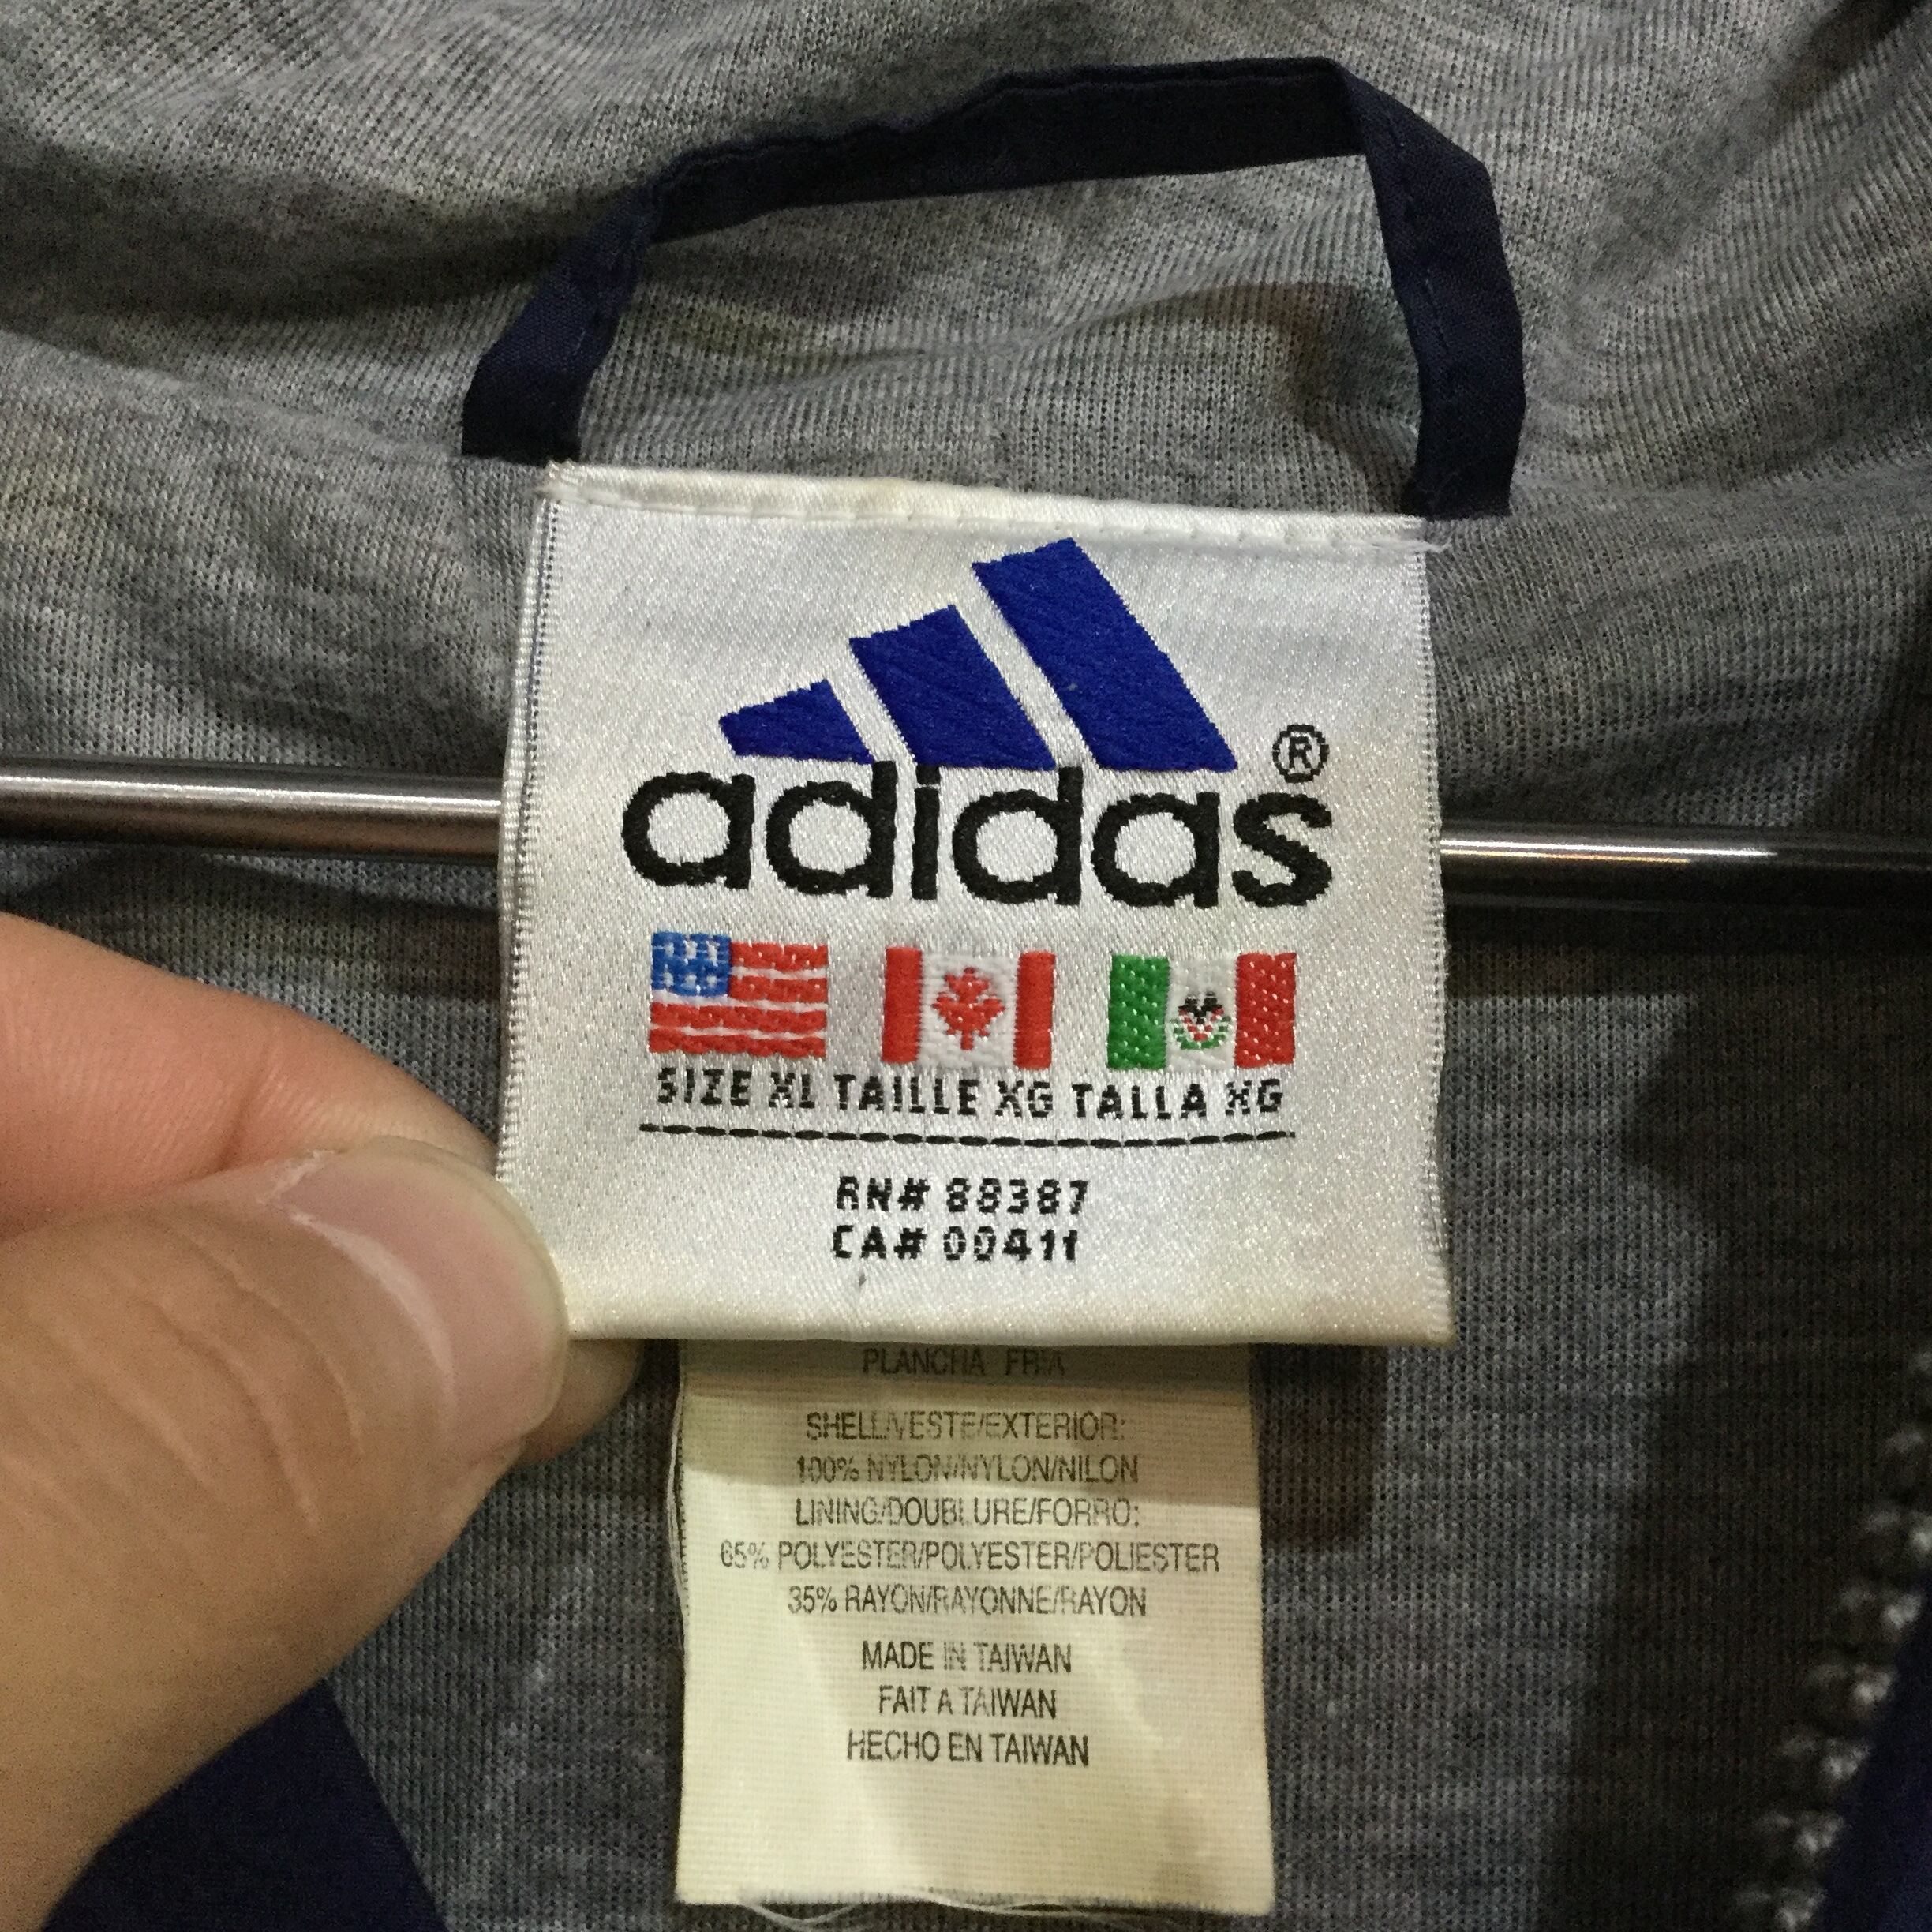 ®
adidas
SIZE XL TAILLE XG TALLA XG
RN# 88387
CA# 00411
PLANCHA FRIA
SHELL/VESTE/EXTERIOR:
100% NYLON/NYLON/NILON
LINING/DOUBLURE/FORRO:
65% POLYESTER/POLYESTER/POLIESTER
35% RAYON/RAYONNE/RAYON
MADE IN TAIWAN
FAIT A TAIWAN
HECHO EN TAIWAN